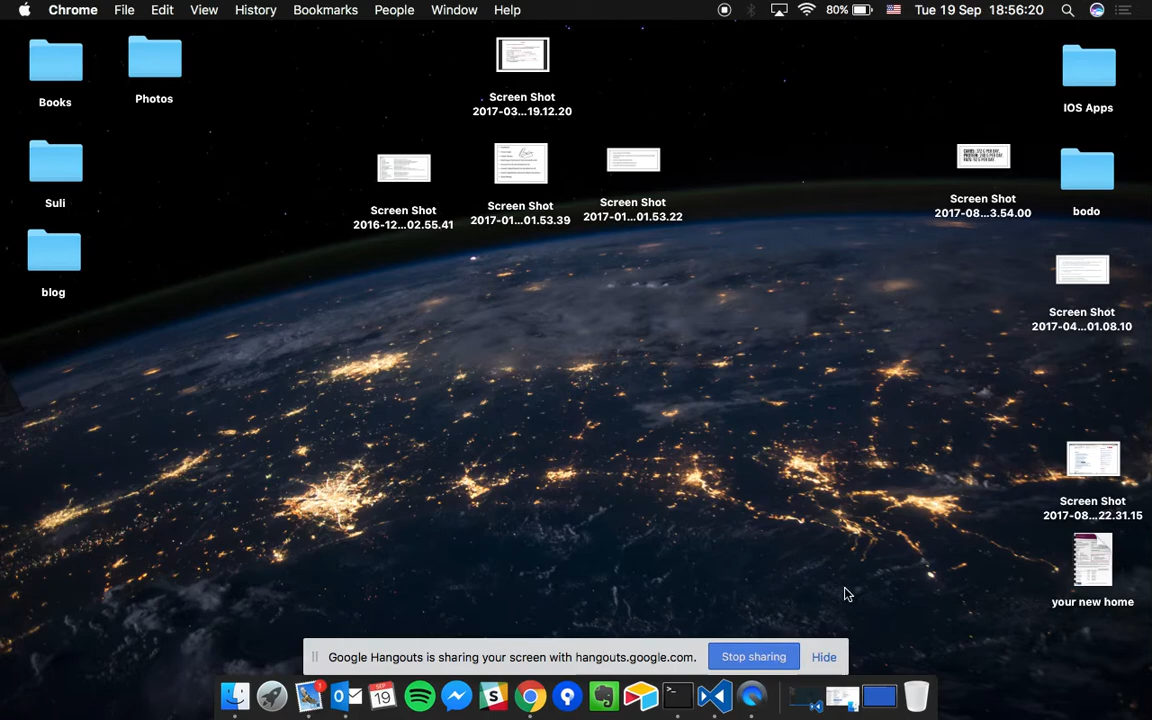 Chrome File Edit View History Bookmarks People Window Help 80% Tue 19 Sep 18:56:20
Books
Photos
Screen Shot
2017-03...19.12.20
IOS Apps
Suli
Screen Shot
2016-12...02.55.41
Screen Shot
2017-01...01.53.39
Screen Shot
2017-01...01.53.22
Screen Shot
2017-08...3.54.00
bodo
blog
Screen Shot
2017-04...01.08.10
Screen Shot
2017-08...22.31.15
your new home
Google Hangouts is sharing your screen with hangouts.google.com. Stop sharing Hide
1
SEP
19